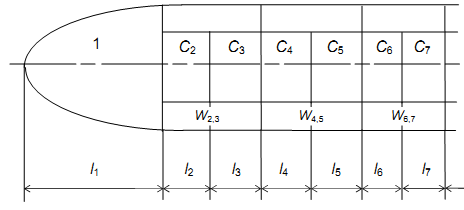 1 C₂ C₃ C₄ C₅ C₆ C₇
W₂,₃ W₄,₅ W₆,₇
l₁ l₂ l₃ l₄ l₅ l₆ l₇